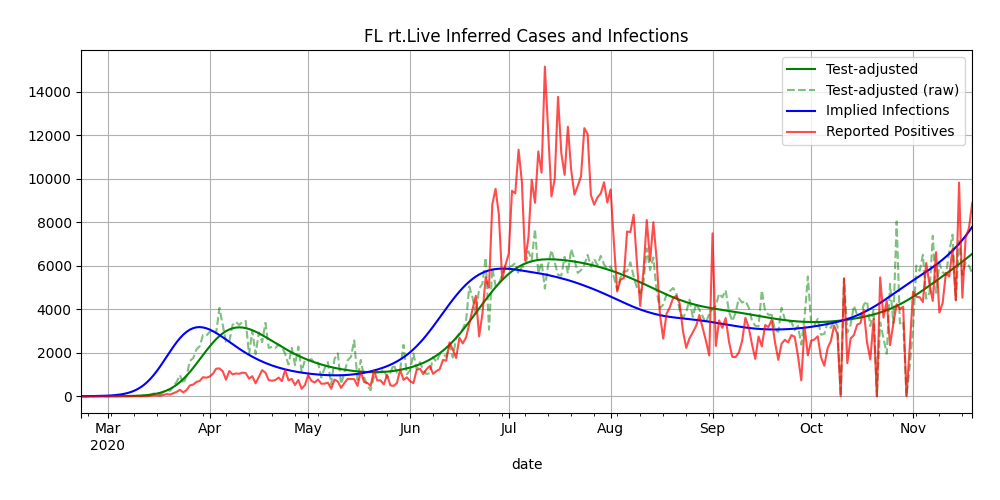 FL rt.Live Inferred Cases and Infections
Test-adjusted
Test-adjusted (raw)
Implied Infections
Reported Positives
14000
12000
10000
8000
6000
4000
2000
0
Mar Apr May Jun Jul Aug Sep Oct Nov
2020
date